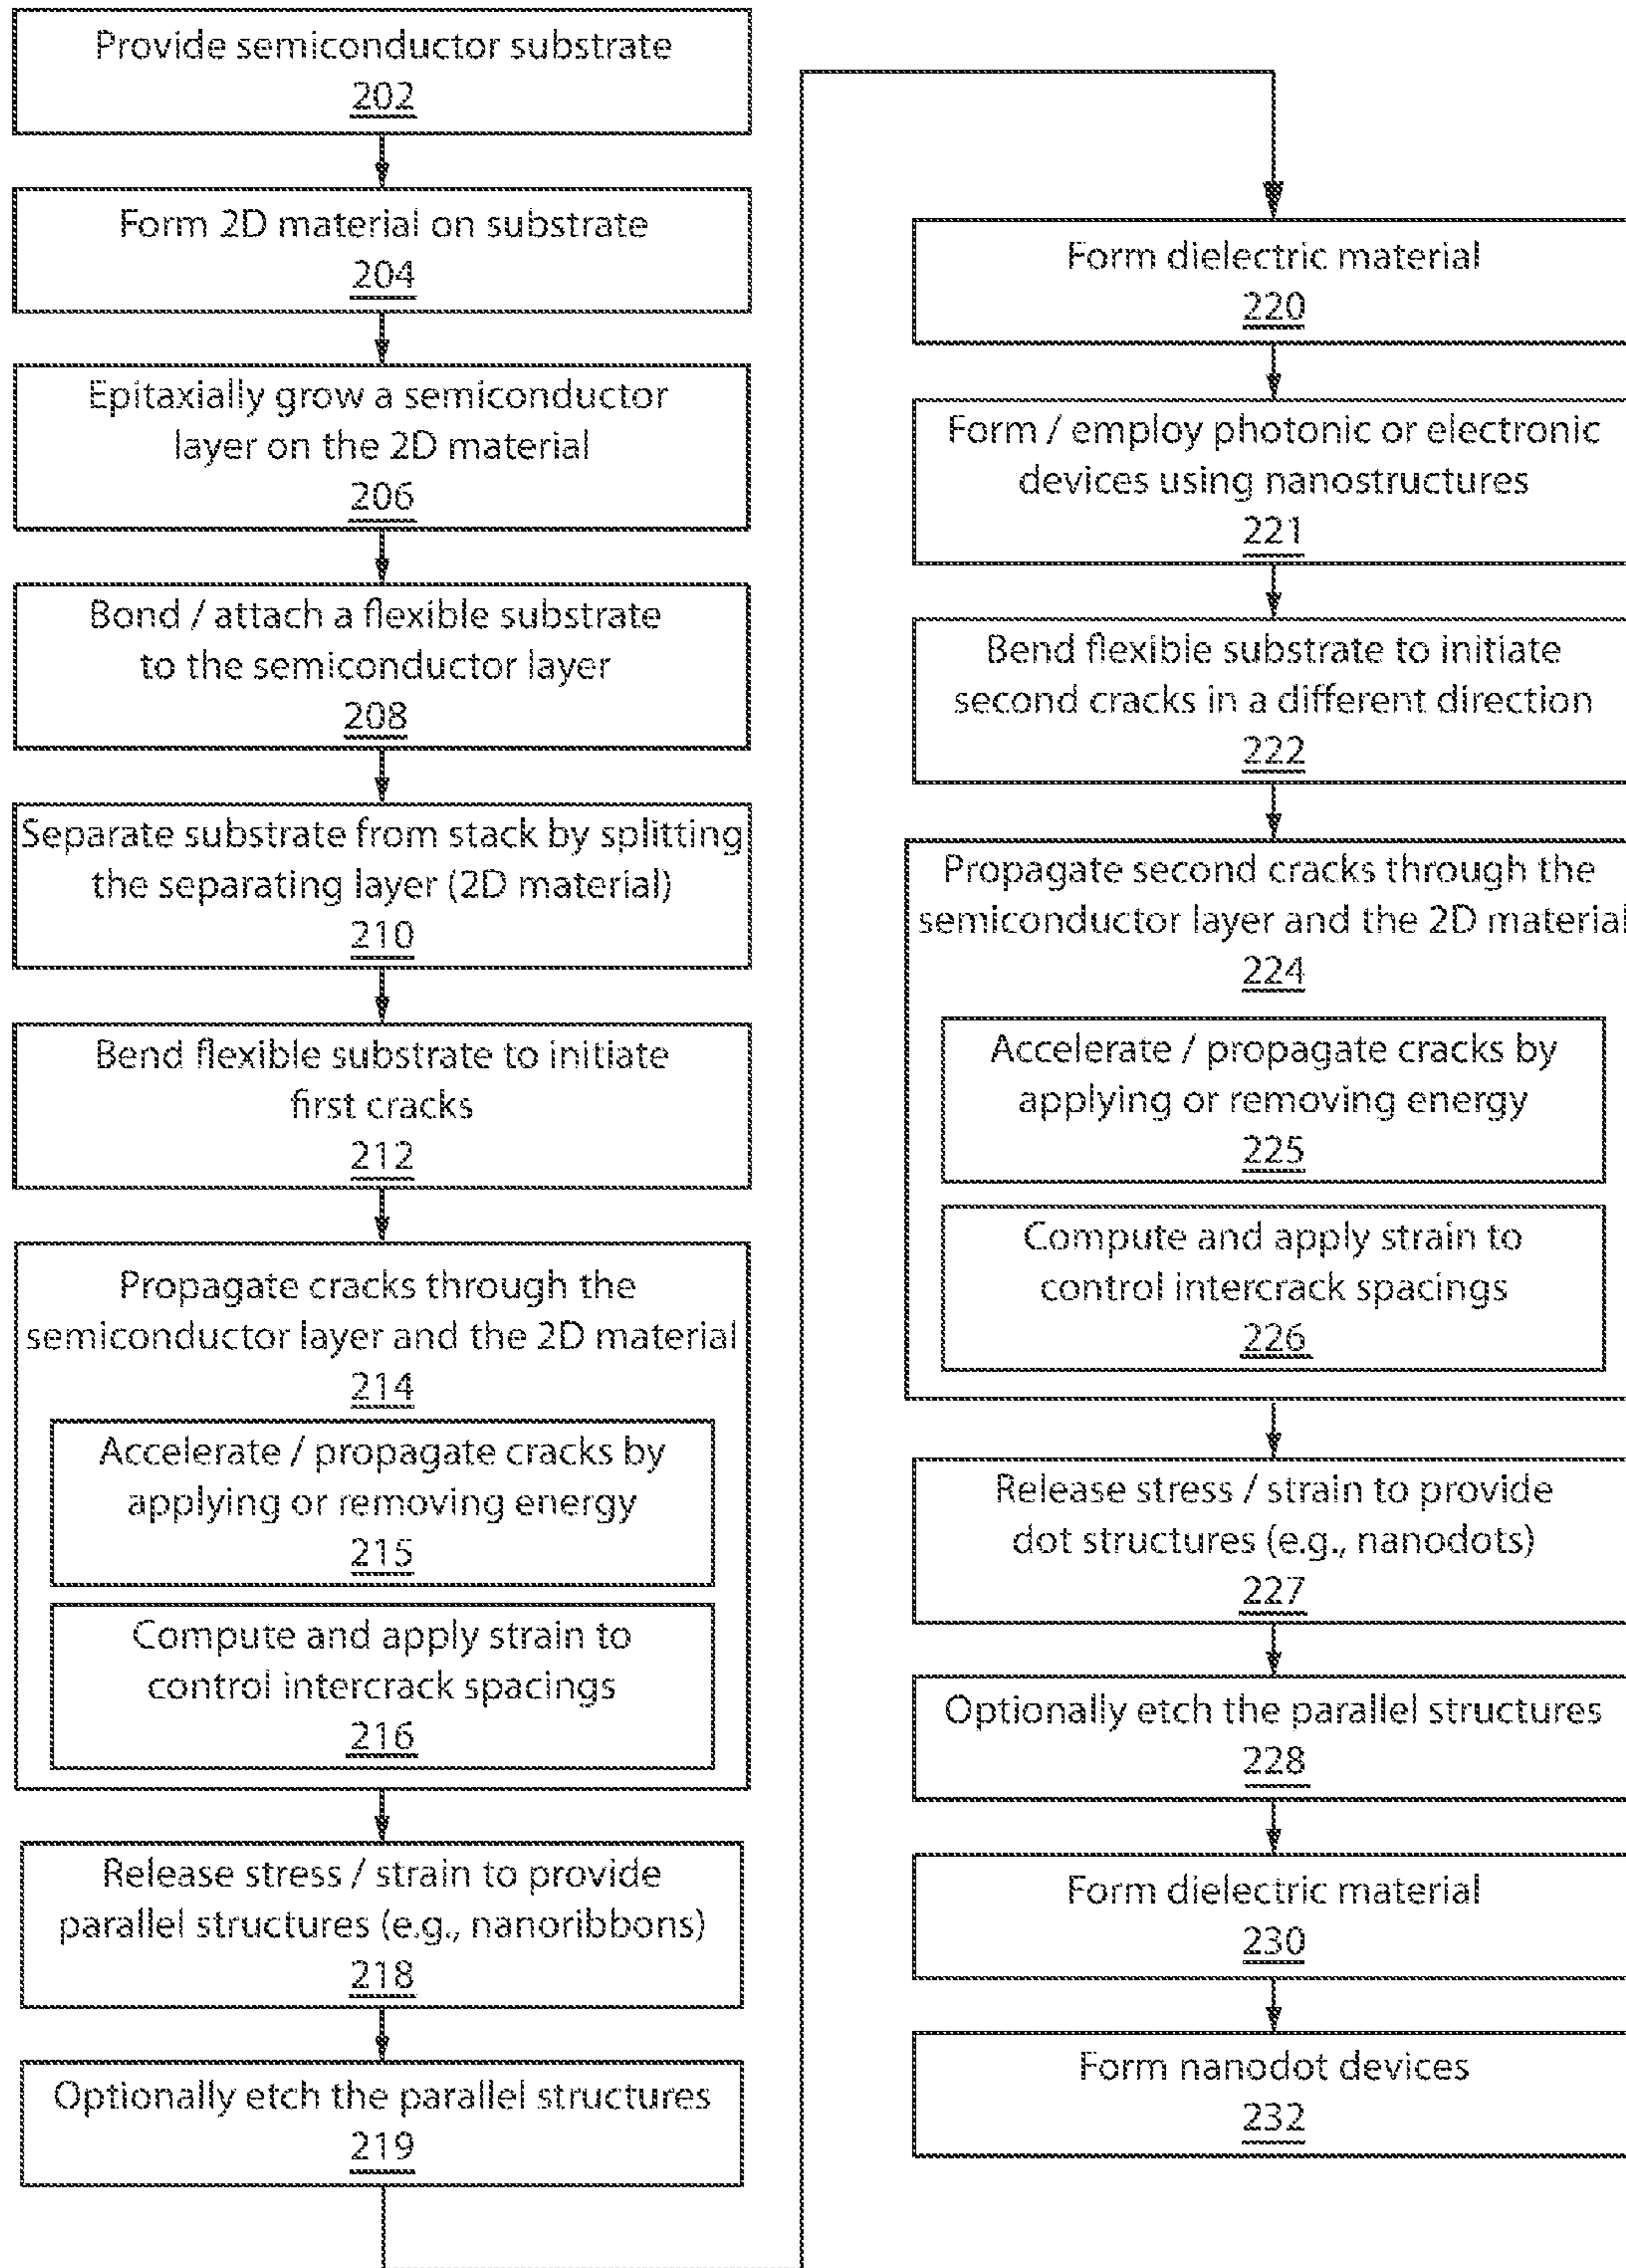 Provide semiconductor substrate
202
Form 2D material on substrate
204
Epitaxially grow a semiconductor
layer on the 2D material
206
Bond / attach a flexible substrate
to the semiconductor layer
208
Separate substrate from stack by splitting
the separating layer (2D material)
210
Bend flexible substrate to initiate
first cracks
212
Propagate cracks through the
semiconductor layer and the 2D material
214
Accelerate / propagate cracks by
applying or removing energy
215
Compute and apply strain to
control intercrack spacings
216
Release stress / strain to provide
parallel structures (e.g., nanoribbons)
218
Optionally etch the parallel structures
219
Form dielectric material
220
Form / employ photonic or electronic
devices using nanostructures
221
Bend flexible substrate to initiate
second cracks in a different direction
222
Propagate second cracks through the
semiconductor layer and the 2D material
224
Accelerate / propagate cracks by
applying or removing energy
225
Compute and apply strain to
control intercrack spacings
226
Release stress / strain to provide
dot structures (e.g., nanodots)
227
Optionally etch the parallel structures
228
Form dielectric material
230
Form nanodot devices
232